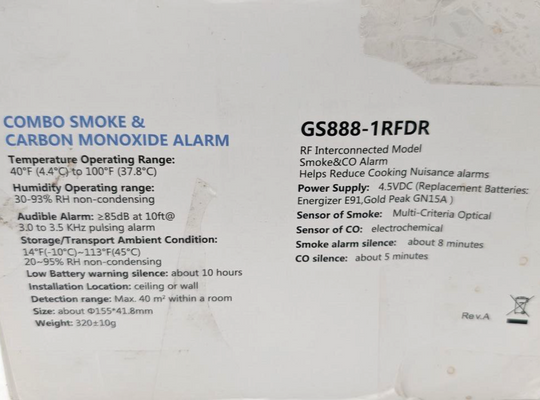 COMBO SMOKE &
CARBON MONOXIDE ALARM
Temperature Operating Range:
40°F (4.4°C) to 100°F (37.8°C)
Humidity Operating range:
30-93% RH non-condensing
Audible Alarm: ≥85dB at 10ft@
3.0 to 3.5 KHz pulsing alarm
Storage/Transport Ambient Condition:
14°F(-10°C)~113°F(45°C)
20~95% RH non-condensing
Low Battery warning silence: about 10 hours
Installation Location: ceiling or wall
Detection range: Max. 40 m² within a room
Size: about Φ155*41.8mm
Weight: 320±10g
GS888-1RFDR
RF Interconnected Model
Smoke&CO Alarm
Helps Reduce Cooking Nuisance alarms
Power Supply: 4.5VDC (Replacement Batteries:
Energizer E91,Gold Peak GN15A )
Sensor of Smoke: Multi-Criteria Optical
Sensor of CO: electrochemical
Smoke alarm silence: about 8 minutes
CO silence: about 5 minutes
Rev.A